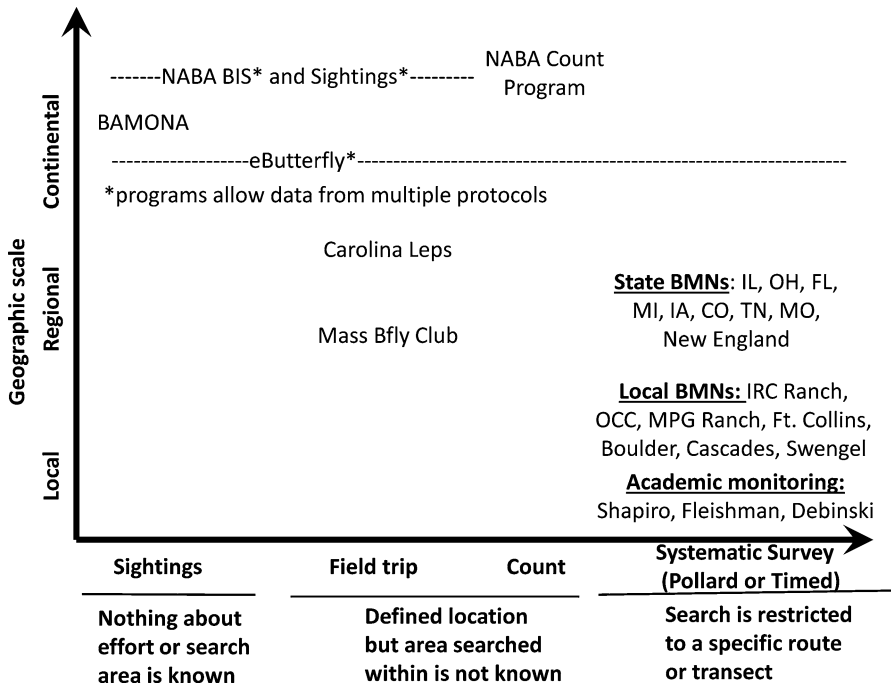 NABA Count
Program
-------NABA BIS* and Sightings*---------
BAMONA
-------------------eButterfly*-------------------------------------------------------------------
*programs allow data from multiple protocols
Carolina Leps
Mass Bfly Club
State BMNs: IL, OH, FL,
MI, IA, CO, TN, MO,
New England
Local BMNs: IRC Ranch,
OCC, MPG Ranch, Ft. Collins,
Boulder, Cascades, Swengel
Academic monitoring:
Shapiro, Fleishman, Debinski
Geographic scale
Continental
Regional
Local
Sightings
Field trip
Count
Systematic Survey
(Pollard or Timed)
Nothing about
effort or search
area is known
Defined location
but area searched
within is not known
Search is restricted
to a specific route
or transect